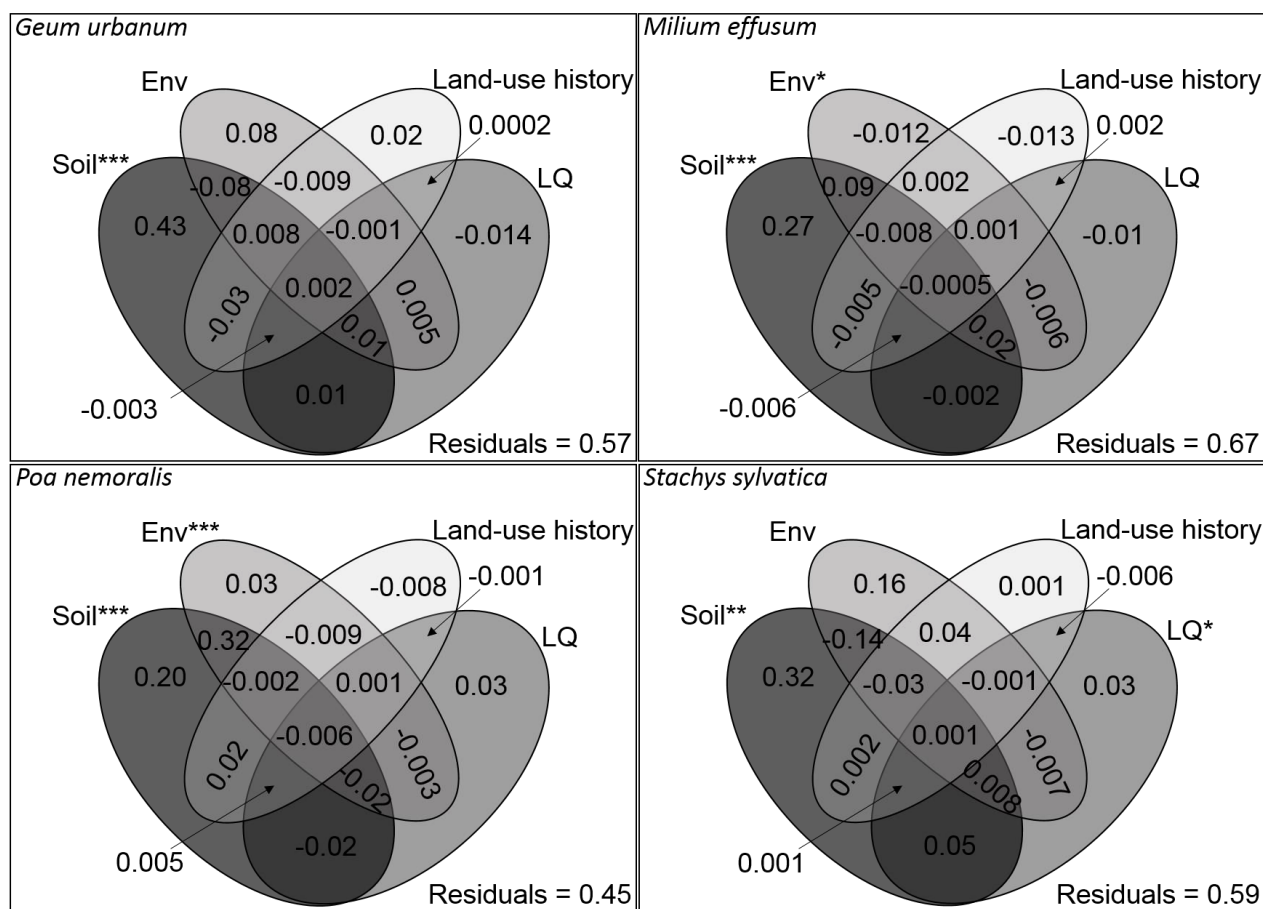 Geum urbanum
Env
Land-use history
0.08
0.02
0.0002
Soil***
-0.08
-0.009
LQ
0.43
0.008
-0.001
-0.014
-0.03
0.002
0.005
0.01
-0.003
0.01
Residuals = 0.57
Milium effusum
Env*
Land-use history
-0.012
-0.013
0.002
Soil***
0.09
0.002
LQ
0.27
-0.008
0.001
-0.01
-0.005
-0.0005
-0.006
0.02
-0.006
-0.002
Residuals = 0.67
Poa nemoralis
Env***
Land-use history
0.03
-0.008
-0.001
Soil***
0.32
-0.009
LQ
0.20
-0.002
0.001
0.03
0.02
-0.006
-0.003
-0.02
0.005
-0.02
Residuals = 0.45
Stachys sylvatica
Env
Land-use history
0.16
0.001
-0.006
Soil**
-0.14
0.04
LQ*
0.32
-0.03
-0.001
0.03
0.002
0.001
-0.007
0.008
0.001
0.05
Residuals = 0.59